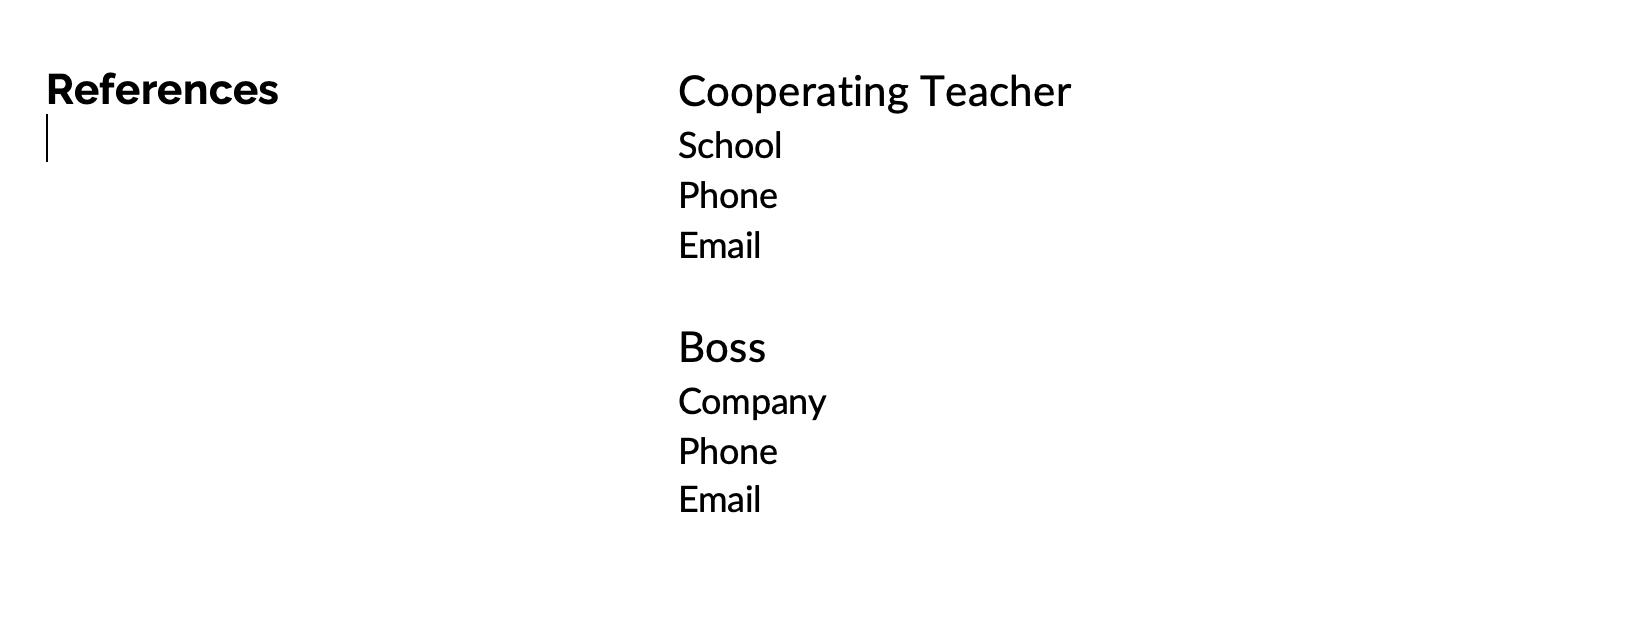 References
Cooperating Teacher
School
Phone
Email
Boss
Company
Phone
Email